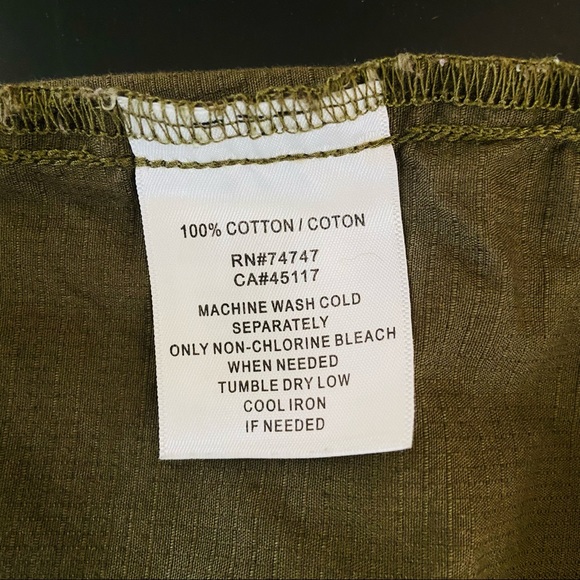 100% COTTON / COTON
RN#74747
CA#45117
MACHINE WASH COLD
SEPARATELY
ONLY NON-CHLORINE BLEACH
WHEN NEEDED
TUMBLE DRY LOW
COOL IRON
IF NEEDED